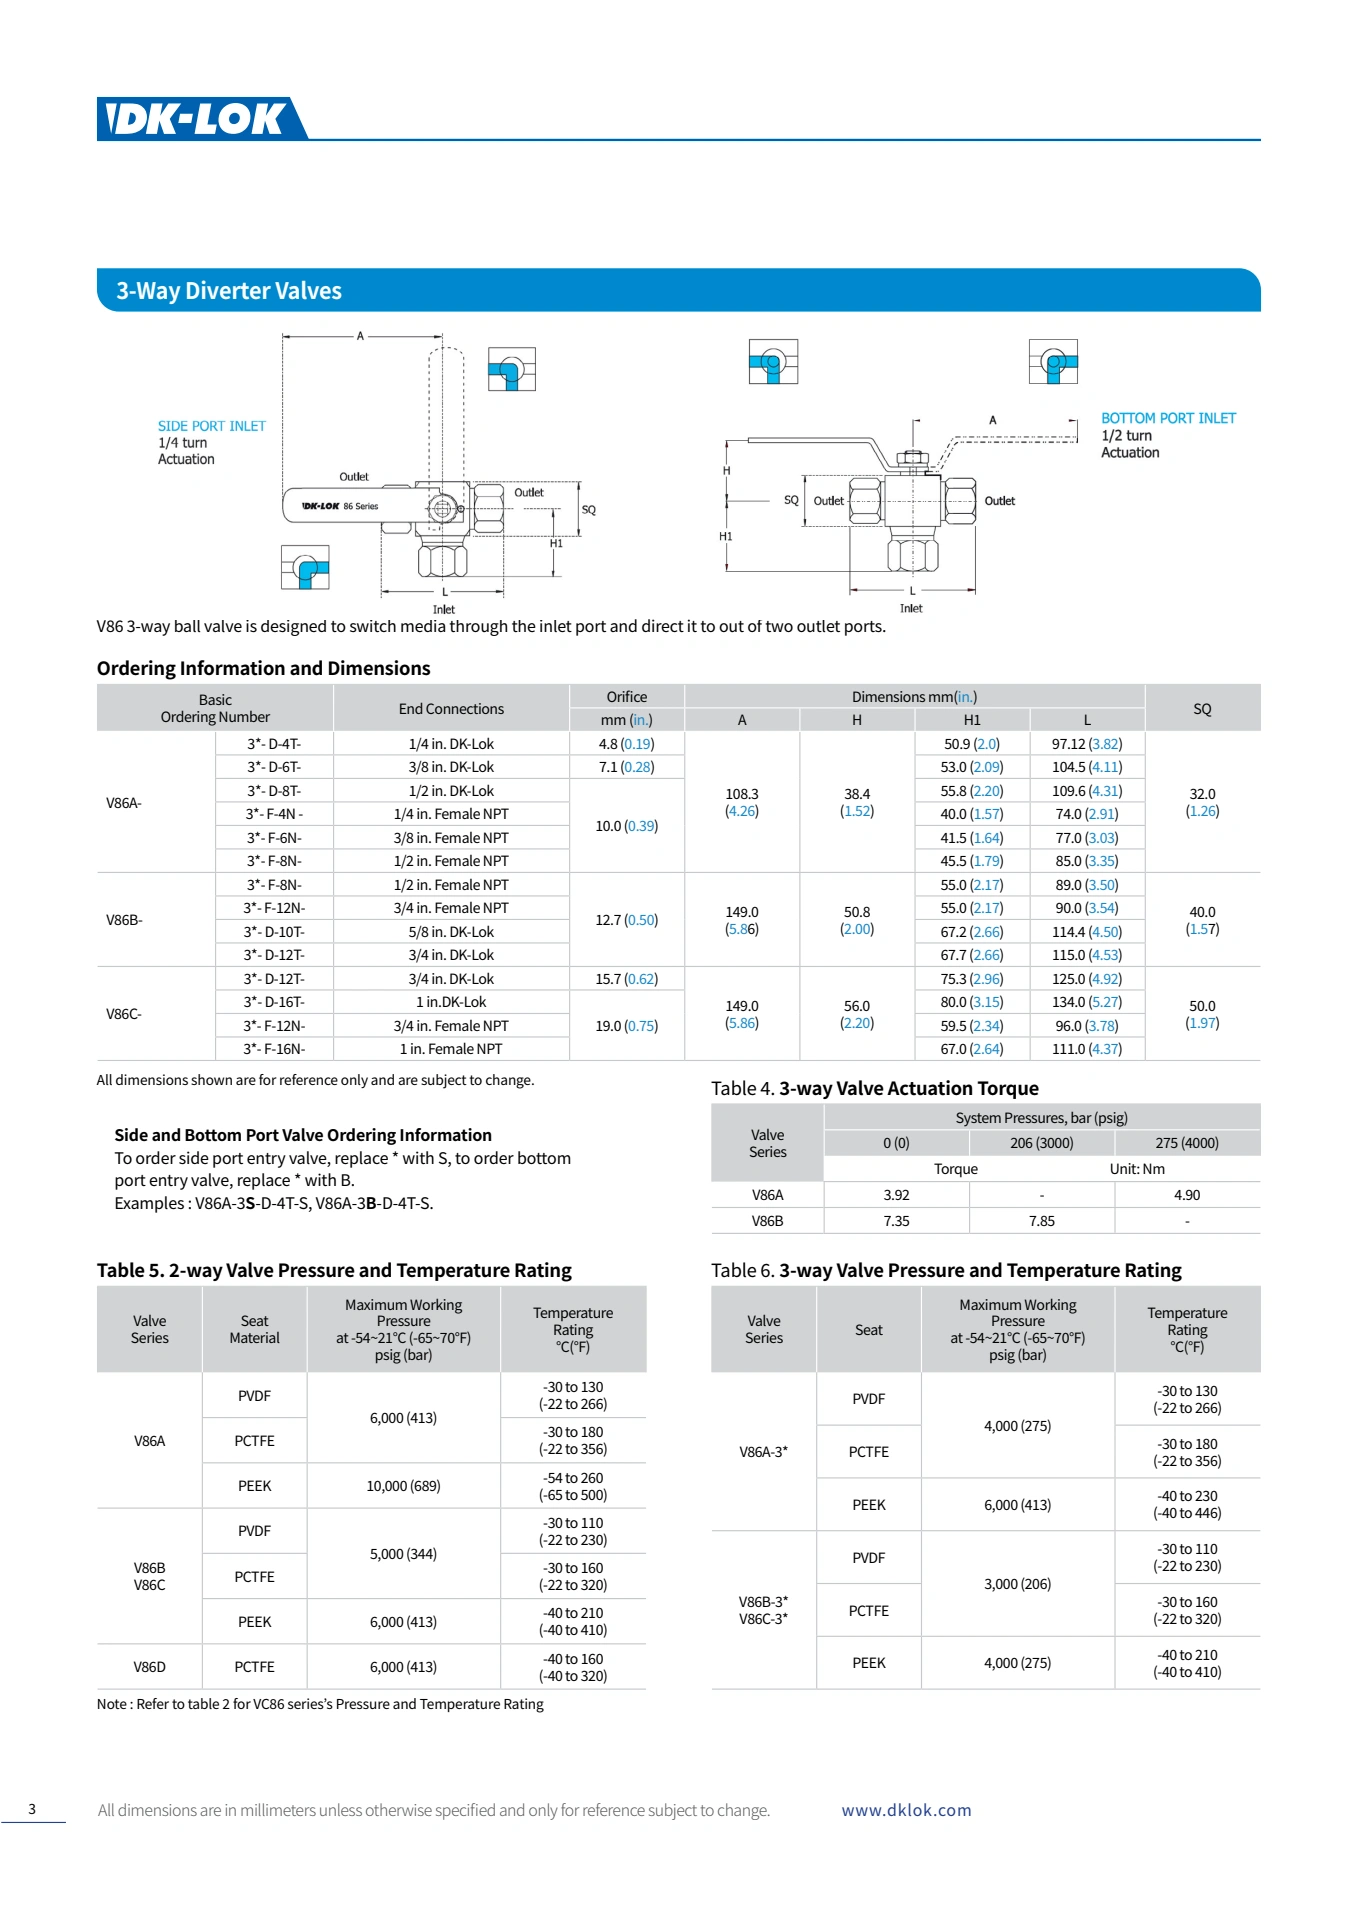 DK-LOK
3-Way Diverter Valves
A
SIDE PORT INLET
1/4 turn
Actuation
Outlet
Outlet
DK-LOK 86 Series
SQ
H1
L
Inlet
A
BOTTOM PORT INLET
1/2 turn
Actuation
H
SQ Outlet
Outlet
H1
L
Inlet
V86 3-way ball valve is designed to switch media through the inlet port and direct it to out of two outlet ports.
Ordering Information and Dimensions
Basic Ordering Number End Connections Orifice Dimensions mm(in.) SQ
mm (in.) A H H1 L
V86A- 108.3 (4.26) 38.4 (1.52) 32.0 (1.26)
3*- D-4T- 1/4 in. DK-Lok 4.8 (0.19) 50.9 (2.0) 97.12 (3.82)
3*- D-6T- 3/8 in. DK-Lok 7.1 (0.28) 53.0 (2.09) 104.5 (4.11)
3*- D-8T- 1/2 in. DK-Lok 10.0 (0.39) 55.8 (2.20) 109.6 (4.31)
3*- F-4N - 1/4 in. Female NPT 40.0 (1.57) 74.0 (2.91)
3*- F-6N- 3/8 in. Female NPT 41.5 (1.64) 77.0 (3.03)
3*- F-8N- 1/2 in. Female NPT 45.5 (1.79) 85.0 (3.35)
V86B- 12.7 (0.50) 149.0 (5.86) 50.8 (2.00) 40.0 (1.57)
3*- F-8N- 1/2 in. Female NPT 55.0 (2.17) 89.0 (3.50)
3*- F-12N- 3/4 in. Female NPT 55.0 (2.17) 90.0 (3.54)
3*- D-10T- 5/8 in. DK-Lok 67.2 (2.66) 114.4 (4.50)
3*- D-12T- 3/4 in. DK-Lok 67.7 (2.66) 115.0 (4.53)
V86C- 149.0 (5.86) 56.0 (2.20) 50.0 (1.97)
3*- D-12T- 3/4 in. DK-Lok 15.7 (0.62) 75.3 (2.96) 125.0 (4.92)
3*- D-16T- 1 in.DK-Lok 19.0 (0.75) 80.0 (3.15) 134.0 (5.27)
3*- F-12N- 3/4 in. Female NPT 59.5 (2.34) 96.0 (3.78)
3*- F-16N- 1 in. Female NPT 67.0 (2.64) 111.0 (4.37)
All dimensions shown are for reference only and are subject to change.
Side and Bottom Port Valve Ordering Information
To order side port entry valve, replace * with S, to order bottom
port entry valve, replace * with B.
Examples : V86A-3S-D-4T-S, V86A-3B-D-4T-S.
Table 4. 3-way Valve Actuation Torque
Valve Series System Pressures, bar (psig)
0 (0) 206 (3000) 275 (4000)
Torque Unit: Nm
V86A 3.92 - 4.90
V86B 7.35 7.85 -
Table 5. 2-way Valve Pressure and Temperature Rating
Valve Series
Seat Material
Maximum Working Pressure at -54~21°C (-65~70°F) psig (bar)
Temperature Rating °C(°F)
V86A
PVDF 6,000 (413) -30 to 130 (-22 to 266)
PCTFE -30 to 180 (-22 to 356)
PEEK 10,000 (689) -54 to 260 (-65 to 500)
V86B V86C
PVDF 5,000 (344) -30 to 110 (-22 to 230)
PCTFE -30 to 160 (-22 to 320)
PEEK 6,000 (413) -40 to 210 (-40 to 410)
V86D PCTFE 6,000 (413) -40 to 160 (-40 to 320)
Note : Refer to table 2 for VC86 series's Pressure and Temperature Rating
Table 6. 3-way Valve Pressure and Temperature Rating
Valve Series
Seat
Maximum Working Pressure at -54~21°C (-65~70°F) psig (bar)
Temperature Rating °C(°F)
V86A-3*
PVDF 4,000 (275) -30 to 130 (-22 to 266)
PCTFE -30 to 180 (-22 to 356)
PEEK 6,000 (413) -40 to 230 (-40 to 446)
V86B-3* V86C-3*
PVDF 3,000 (206) -30 to 110 (-22 to 230)
PCTFE -30 to 160 (-22 to 320)
PEEK 4,000 (275) -40 to 210 (-40 to 410)
3
All dimensions are in millimeters unless otherwise specified and only for reference subject to change.
www.dklok.com